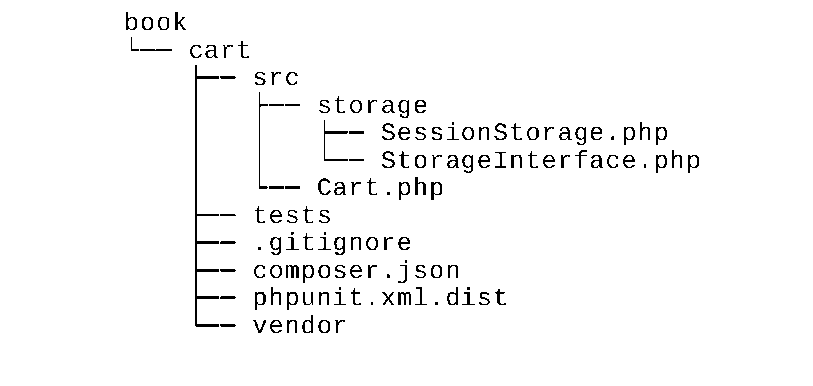 book
└── cart
    ├── src
    │   ├── storage
    │   │   ├── SessionStorage.php
    │   │   └── StorageInterface.php
    │   └── Cart.php
    ├── tests
    ├── .gitignore
    ├── composer.json
    ├── phpunit.xml.dist
    └── vendor